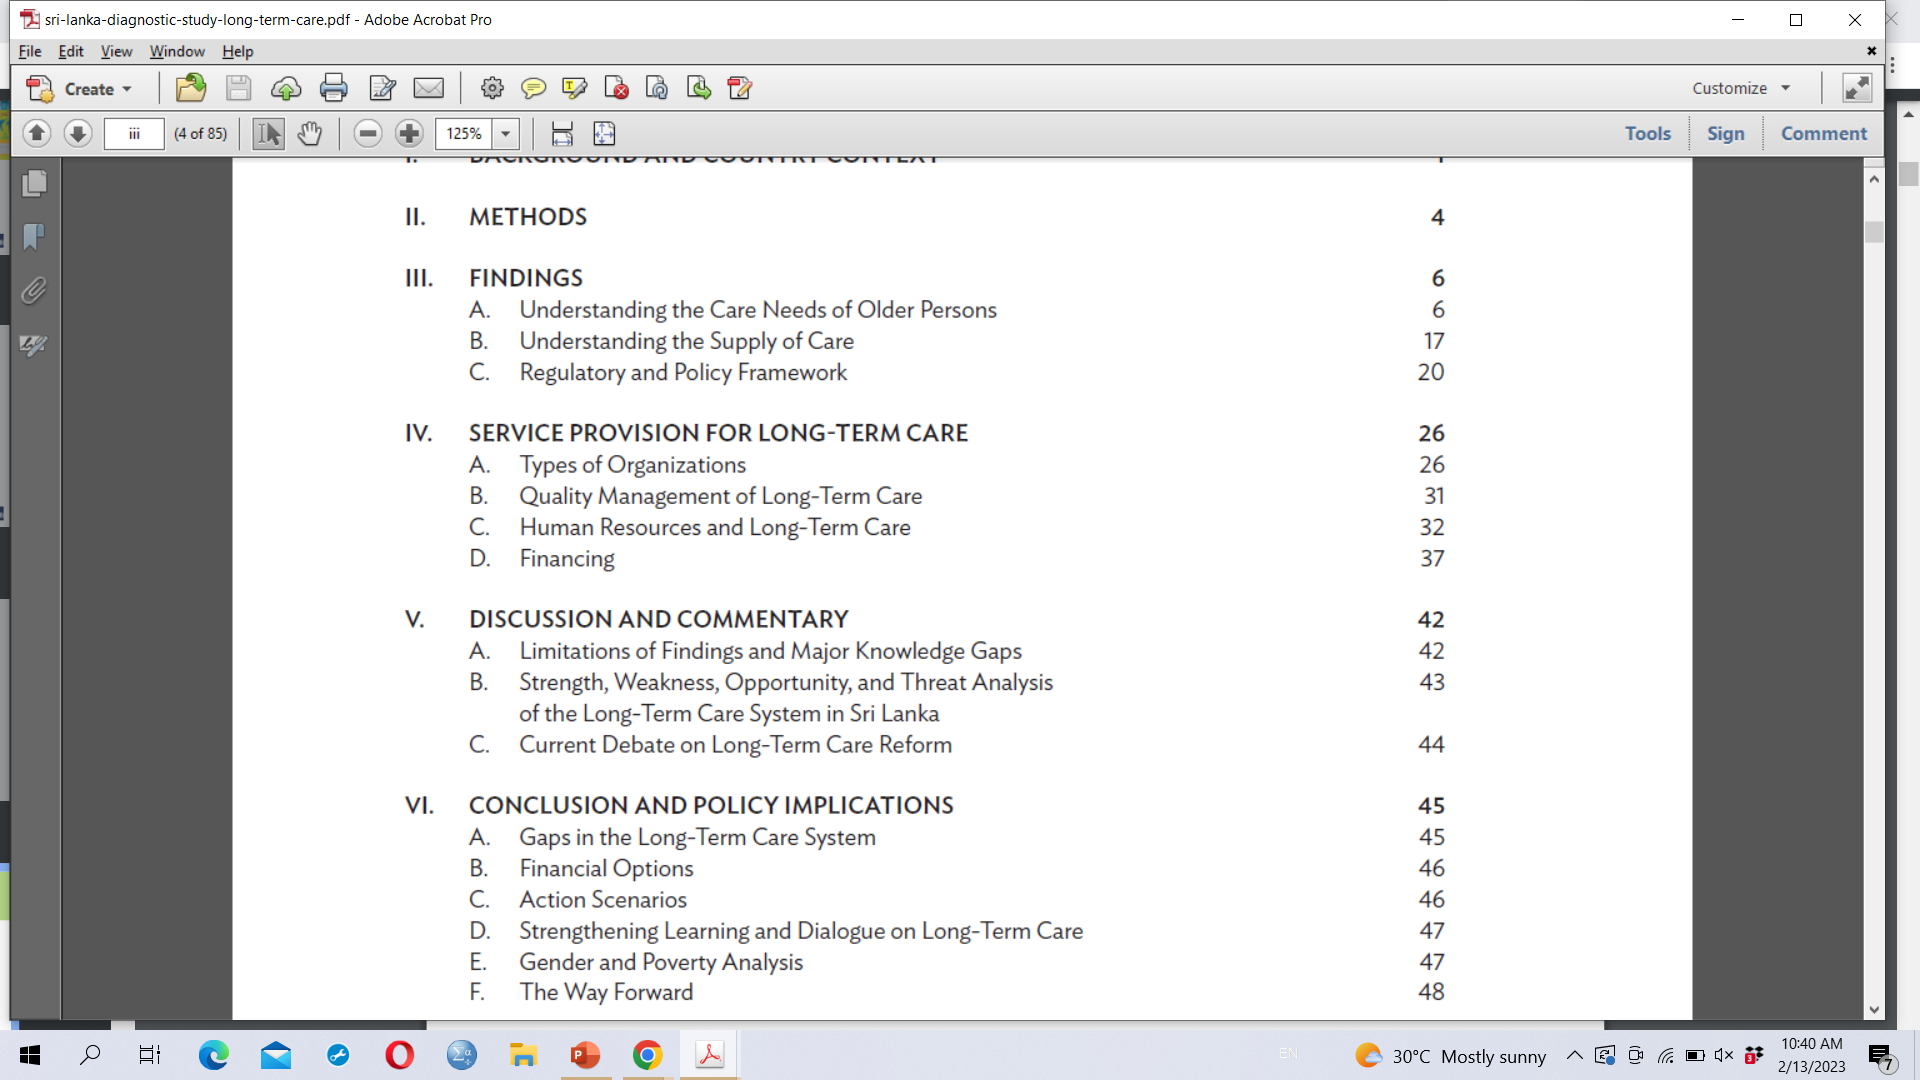 sri-lanka-diagnostic-study-long-term-care.pdf - Adobe Acrobat Pro
File Edit View Window Help
Create Customize
iii (4 of 85) 125% Tools Sign Comment
I. BACKGROUND AND COUNTRY CONTEXT 1
II. METHODS 4
III. FINDINGS 6
A. Understanding the Care Needs of Older Persons 6
B. Understanding the Supply of Care 17
C. Regulatory and Policy Framework 20
IV. SERVICE PROVISION FOR LONG-TERM CARE 26
A. Types of Organizations 26
B. Quality Management of Long-Term Care 31
C. Human Resources and Long-Term Care 32
D. Financing 37
V. DISCUSSION AND COMMENTARY 42
A. Limitations of Findings and Major Knowledge Gaps 42
B. Strength, Weakness, Opportunity, and Threat Analysis 43
of the Long-Term Care System in Sri Lanka
C. Current Debate on Long-Term Care Reform 44
VI. CONCLUSION AND POLICY IMPLICATIONS 45
A. Gaps in the Long-Term Care System 45
B. Financial Options 46
C. Action Scenarios 46
D. Strengthening Learning and Dialogue on Long-Term Care 47
E. Gender and Poverty Analysis 47
F. The Way Forward 48
EN 30°C Mostly sunny 3 10:40 AM 7
2/13/2023